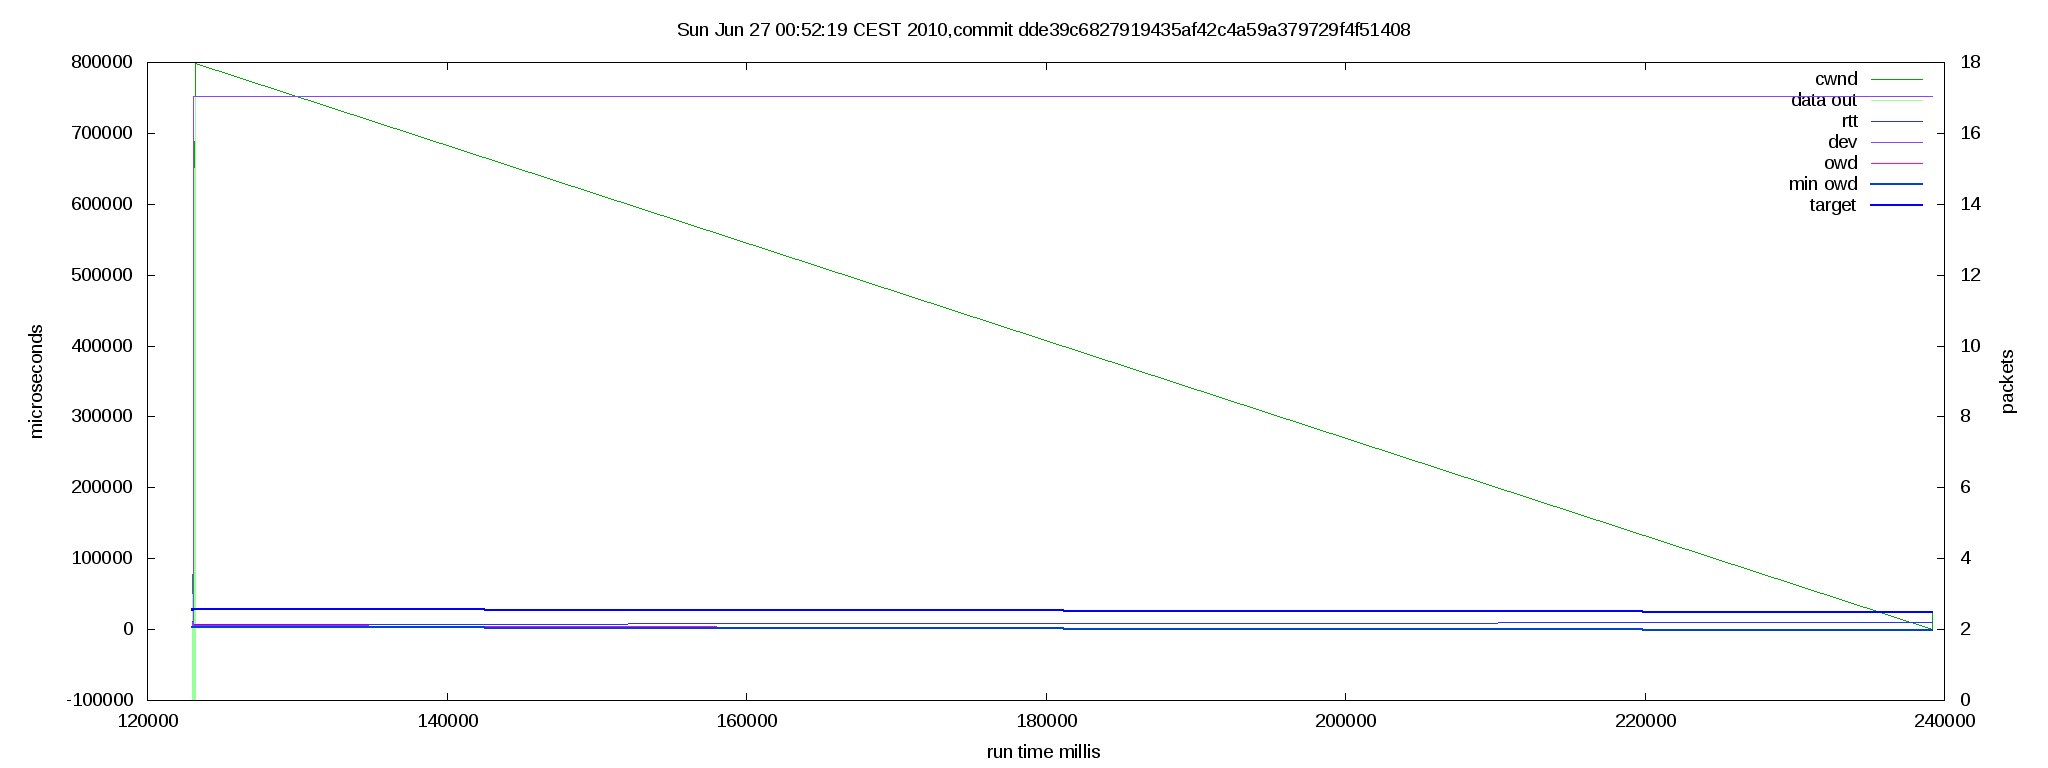 Sun Jun 27 00:52:19 CEST 2010,commit dde39c6827919435af42c4a59a379729f4f51408
800000
700000
600000
500000
400000
300000
200000
100000
0
-100000
microseconds
18
16
14
12
10
8
6
4
2
0
packets
cwnd
data out
rtt
dev
owd
min owd
target
120000 140000 160000 180000 200000 220000 240000
run time millis